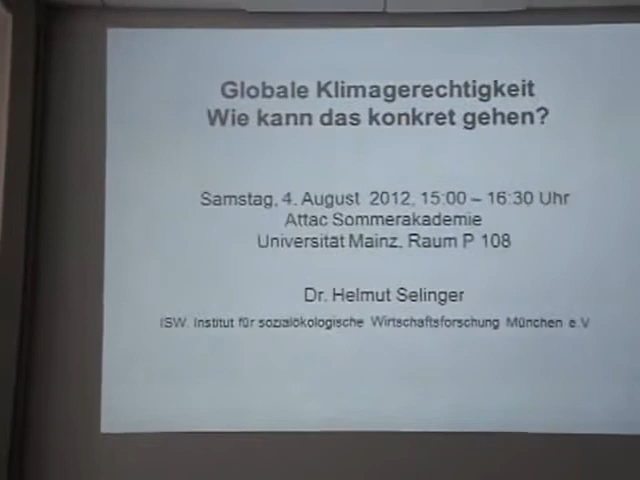 Globale Klimagerechtigkeit
Wie kann das konkret gehen?
Samstag, 4. August 2012, 15:00 – 16:30 Uhr
Attac Sommerakademie
Universität Mainz, Raum P 108
Dr. Helmut Selinger
ISW. Institut für sozialökologische Wirtschaftsforschung München e.V